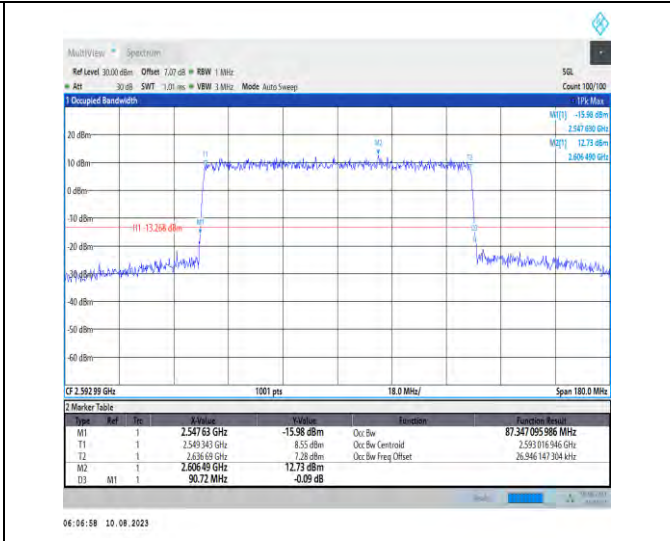 MultiView Spectrum
Ref Level 30.00 dBm Offset 7.07 dB RBW 1 MHz SGL
Att 30 dB SWT 1.01 ms VBW 3 MHz Mode Auto Sweep Count 100/100
1 Occupied Bandwidth 1Pk Max
M1[1] -15.98 dBm
2.547 630 GHz
20 dBm
M2 M2[1] 12.73 dBm
2.606 490 GHz
T1 T2
10 dBm
0 dBm
-10 dBm
H1 -13.268 dBm M1
-20 dBm
-30 dBm
-40 dBm
-50 dBm
-60 dBm
CF 2.592 99 GHz 1001 pts 18.0 MHz/ Span 180.0 MHz
2 Marker Table
Type Ref Trc X-Value Y-Value Function Function Result
M1 1 2.547 63 GHz -15.98 dBm Occ Bw 87.347 095 986 MHz
T1 1 2.549 343 GHz 8.55 dBm Occ Bw Centroid 2.593 016 946 GHz
T2 1 2.636 69 GHz 7.28 dBm Occ Bw Freq Offset 26.946 147 304 kHz
M2 1 2.606 49 GHz 12.73 dBm
D3 M1 1 90.72 MHz -0.09 dB
06:06:58 10.08.2023